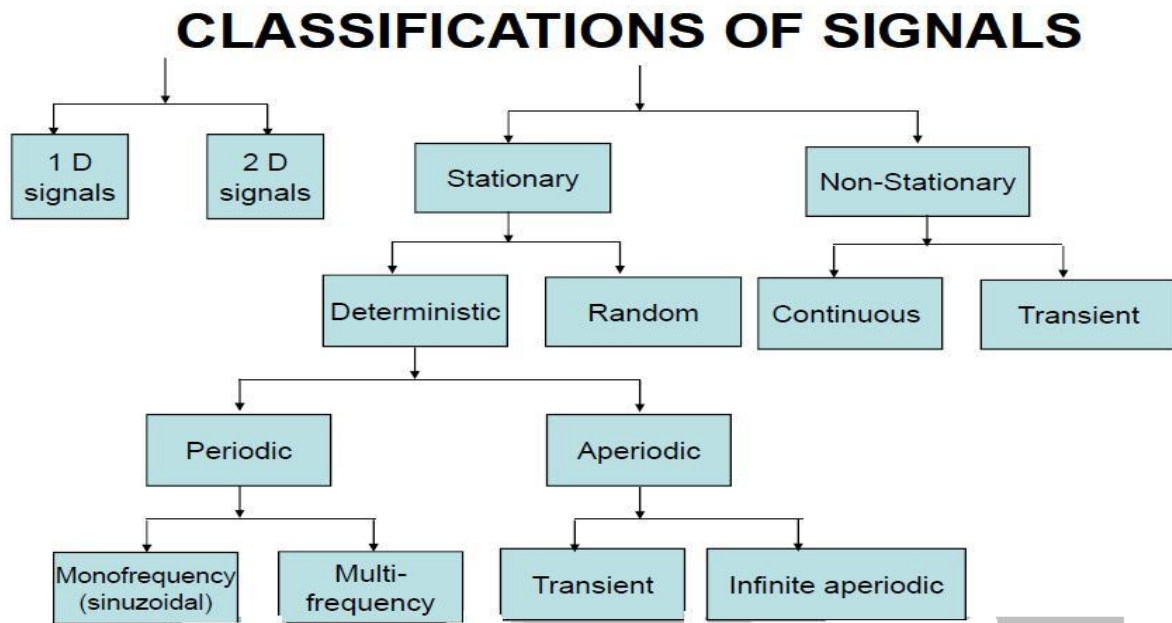 CLASSIFICATIONS OF SIGNALS
1 D
signals
2 D
signals
Stationary
Non-Stationary
Deterministic
Random
Continuous
Transient
Periodic
Aperiodic
Monofrequency
(sinuzoidal)
Multi-
frequency
Transient
Infinite aperiodic